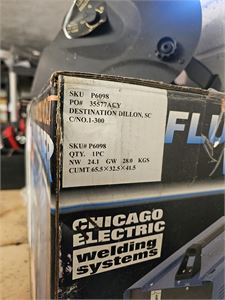 SKU P6098
PO# 35577ACY
DESTINATION DILLON, SC
C/NO.1-300
SKU# P6098
QTY. 1PC
NW 24.1 GW 28.0 KGS
CUMT 65.5×32.5×41.5
FLU
CHICAGO
ELECTRIC
welding
systems